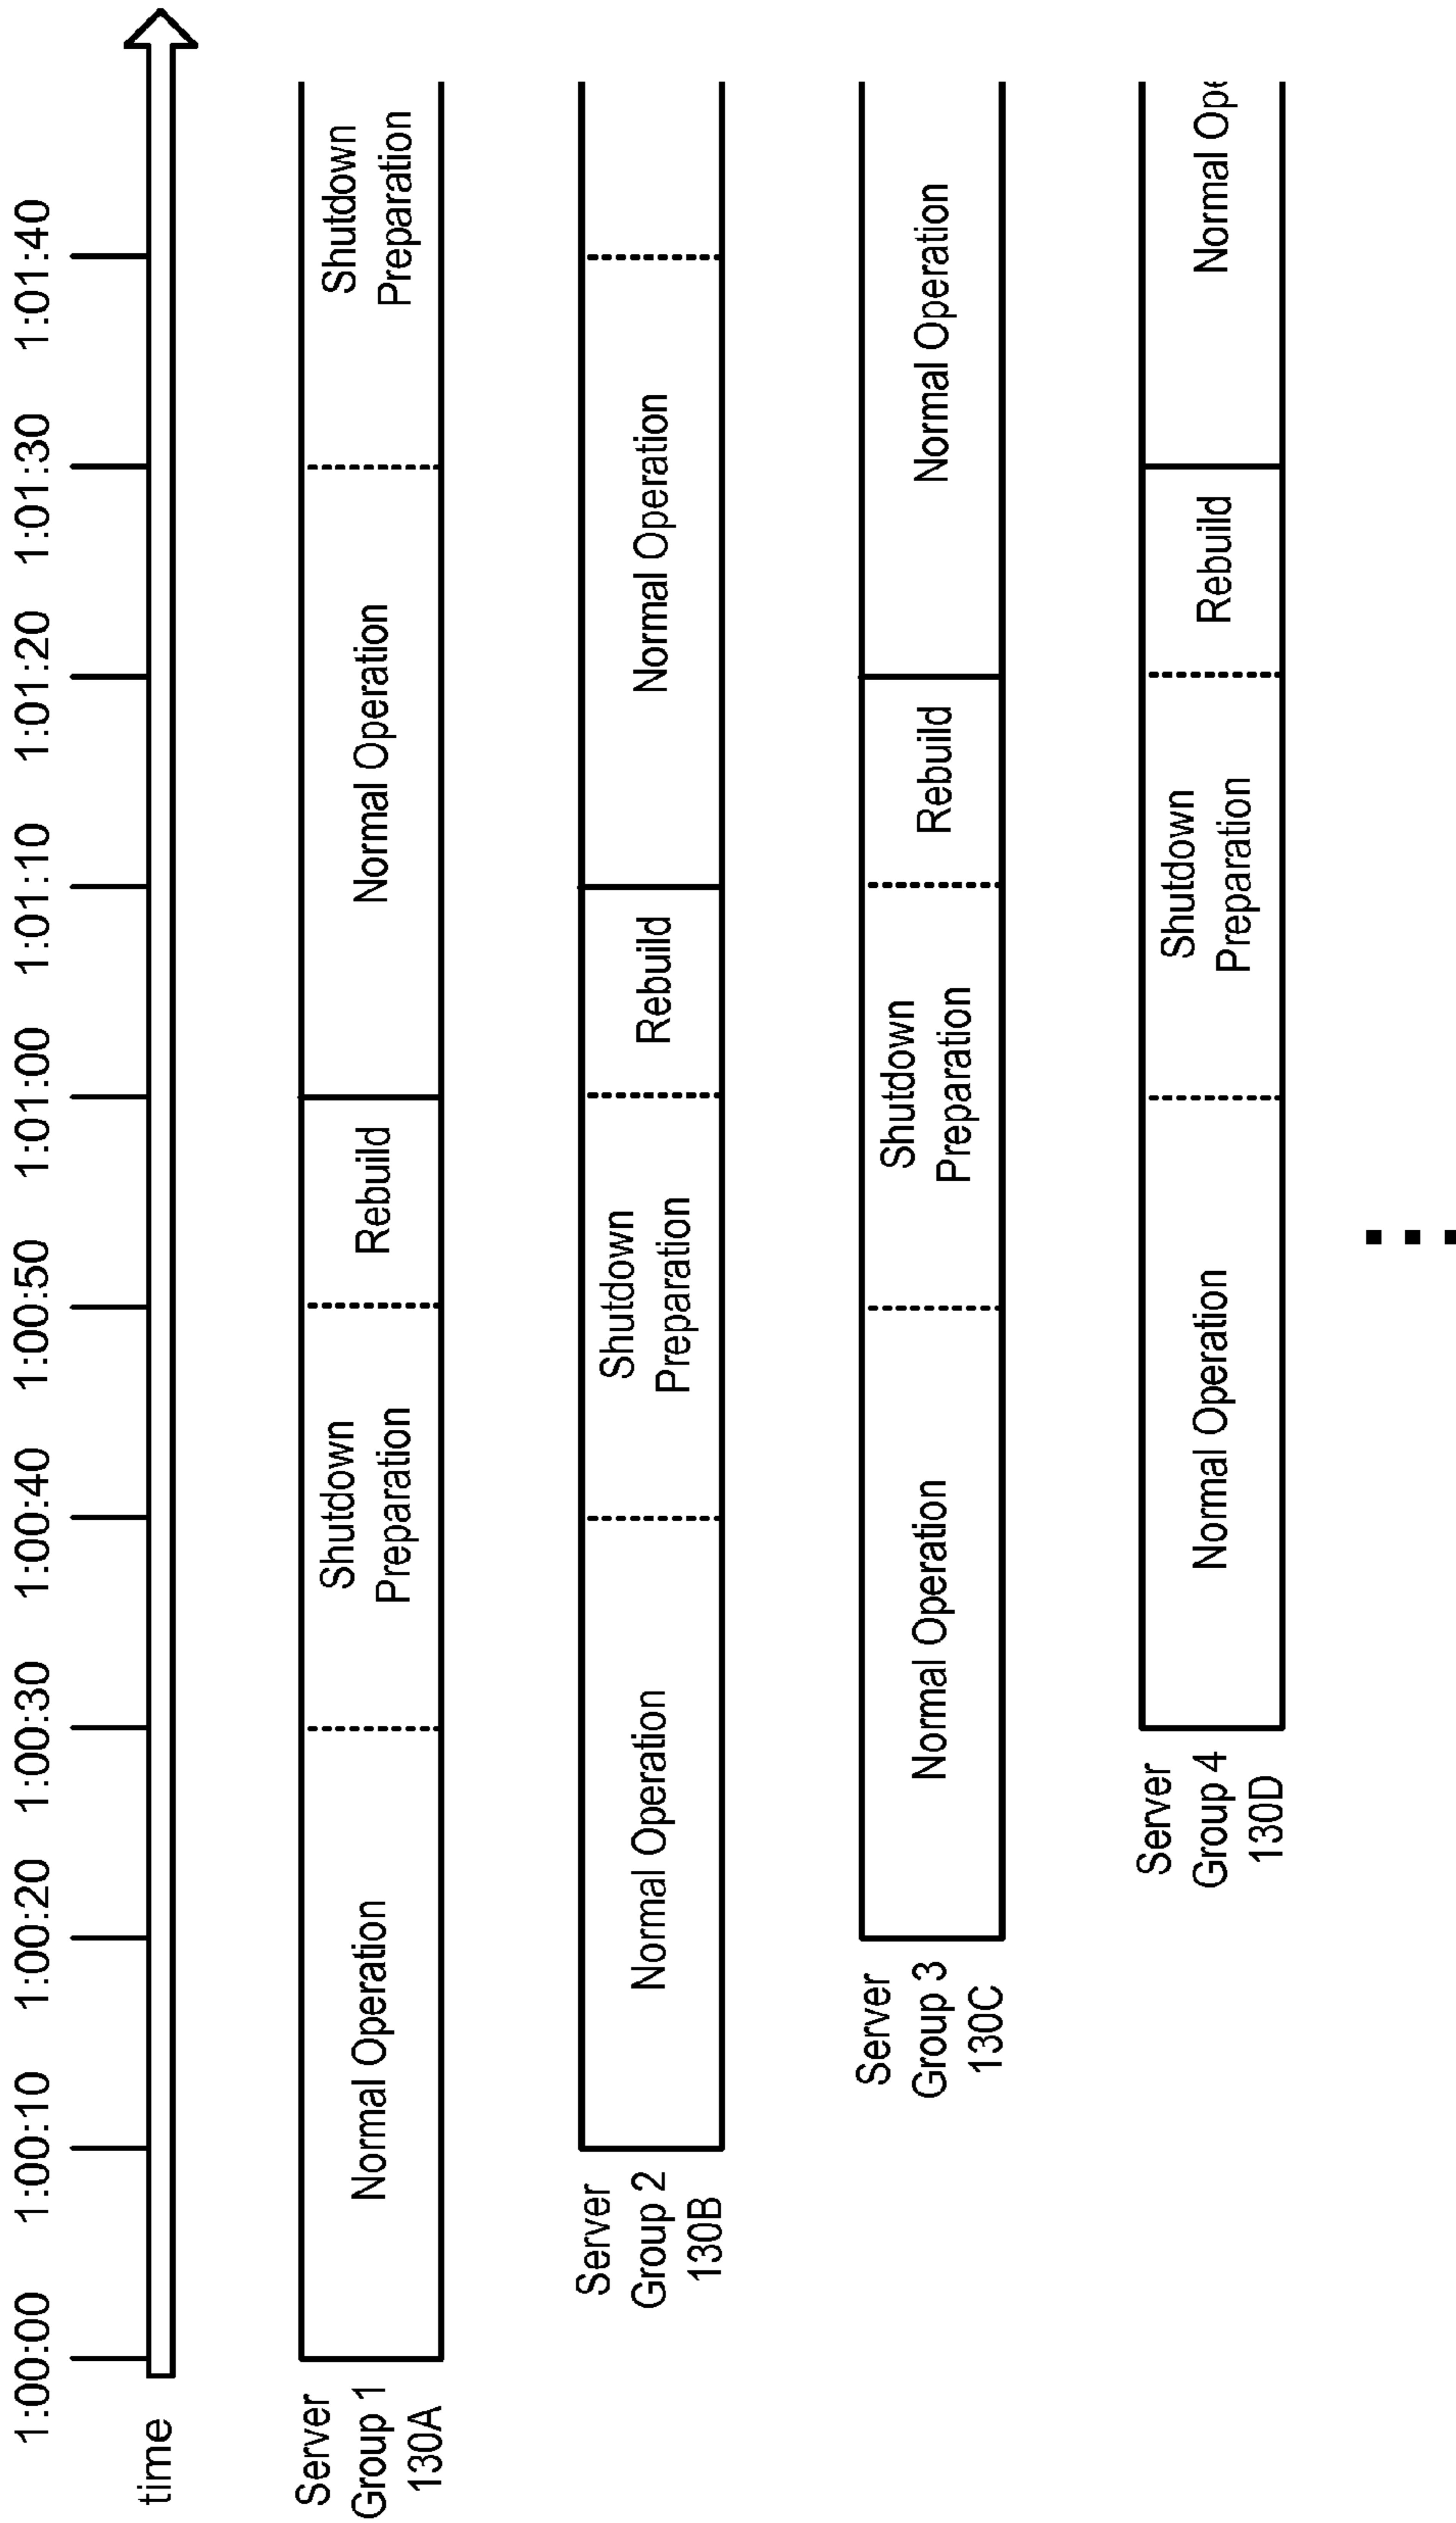 1:00:00
1:00:10
1:00:20
1:00:30
1:00:40
1:00:50
1:01:00
1:01:10
1:01:20
1:01:30
1:01:40
time
Server
Group 1
130A
Normal Operation
Shutdown
Preparation
Rebuild
Normal Operation
Shutdown
Preparation
Server
Group 2
130B
Normal Operation
Shutdown
Preparation
Rebuild
Normal Operation
Server
Group 3
130C
Normal Operation
Shutdown
Preparation
Rebuild
Normal Operation
Server
Group 4
130D
Normal Operation
Shutdown
Preparation
Rebuild
Normal Ope